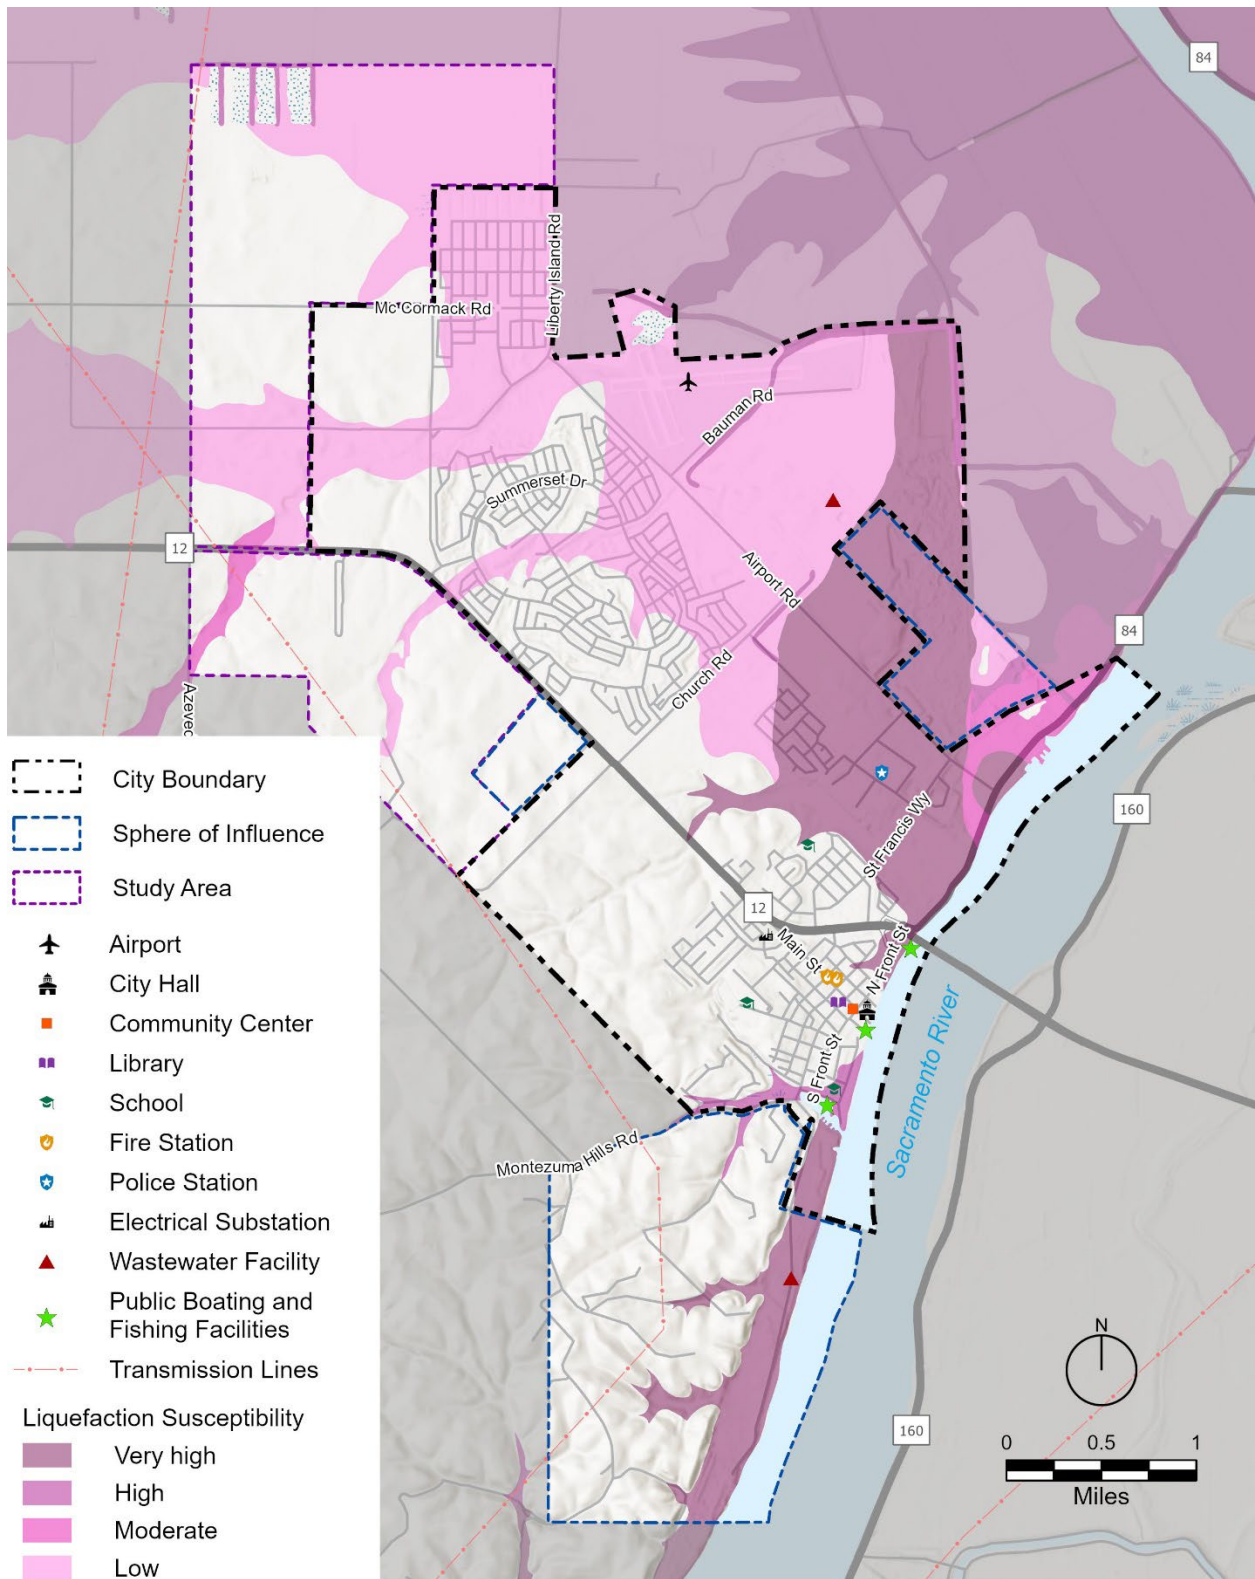 84
Liberty Island Rd
Mc Cormack Rd
Bauman Rd
Summerset Dr
12
Airport Rd
84
Church Rd
Azeved
160
St Francis Wy
12
Main St
N Front St
S Front St
Sacramento River
Montezuma Hills Rd
160
City Boundary
Sphere of Influence
Study Area
Airport
City Hall
Community Center
Library
School
Fire Station
Police Station
Electrical Substation
Wastewater Facility
Public Boating and
Fishing Facilities
Transmission Lines
Liquefaction Susceptibility
Very high
High
Moderate
Low
N
0 0.5 1
Miles